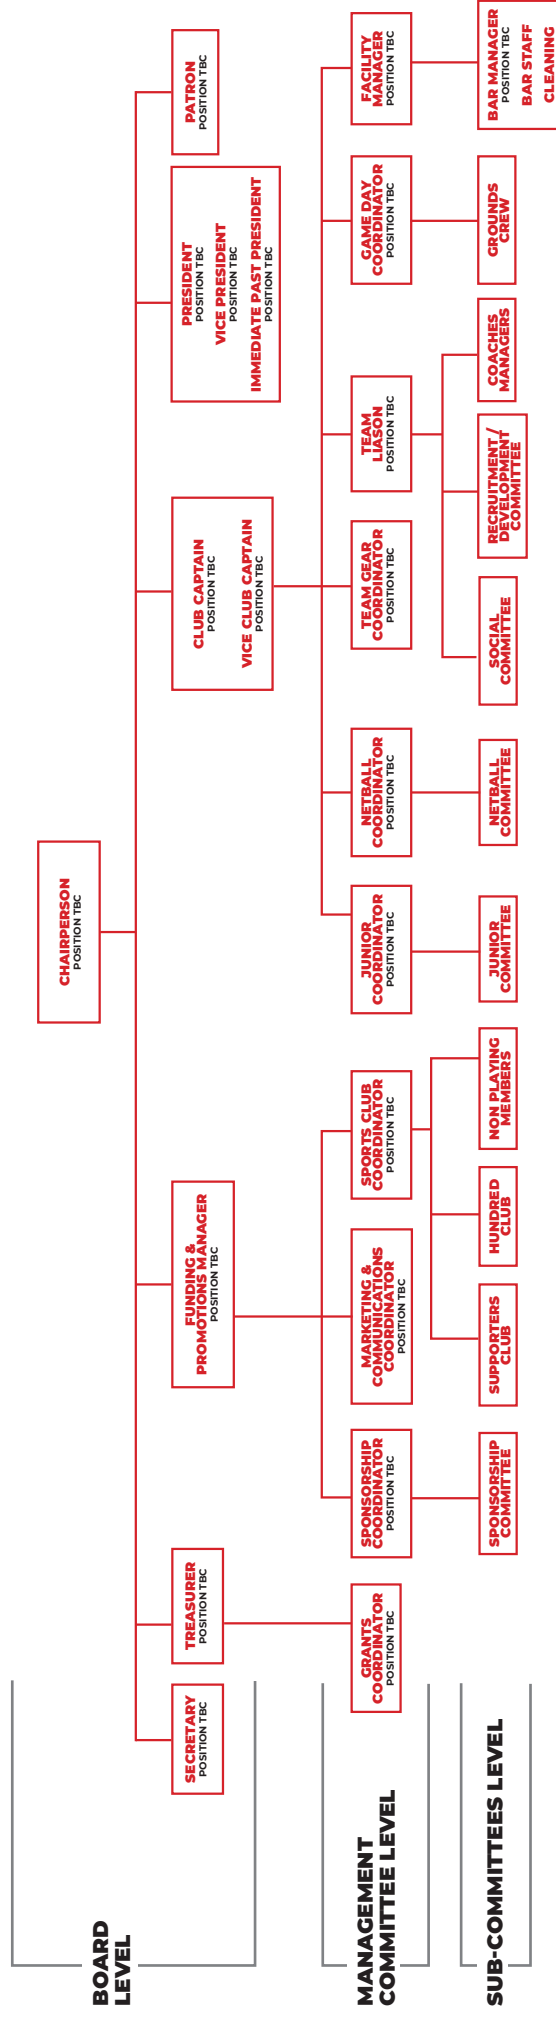 BOARD
LEVEL
CHAIRPERSON
POSITION TBC
SECRETARY
POSITION TBC
TREASURER
POSITION TBC
FUNDING &
PROMOTIONS MANAGER
POSITION TBC
CLUB CAPTAIN
POSITION TBC
VICE CLUB CAPTAIN
POSITION TBC
PRESIDENT
POSITION TBC
VICE PRESIDENT
POSITION TBC
IMMEDIATE PAST PRESIDENT
POSITION TBC
PATRON
POSITION TBC
MANAGEMENT
COMMITTEE LEVEL
GRANTS
COORDINATOR
POSITION TBC
SPONSORSHIP
COORDINATOR
POSITION TBC
MARKETING &
COMMUNICATIONS
COORDINATOR
POSITION TBC
SPORTS CLUB
COORDINATOR
POSITION TBC
JUNIOR
COORDINATOR
POSITION TBC
NETBALL
COORDINATOR
POSITION TBC
TEAM GEAR
COORDINATOR
POSITION TBC
TEAM
LIASON
POSITION TBC
GAME DAY
COORDINATOR
POSITION TBC
FACILITY
MANAGER
POSITION TBC
SUB-COMMITTEES LEVEL
SPONSORSHIP
COMMITTEE
SUPPORTERS
CLUB
HUNDRED
CLUB
NON PLAYING
MEMBERS
JUNIOR
COMMITTEE
NETBALL
COMMITTEE
SOCIAL
COMMITTEE
RECRUITMENT /
DEVELOPMENT
COMMITTEE
COACHES
MANAGERS
GROUNDS
CREW
BAR MANAGER
POSITION TBC
BAR STAFF
CLEANING